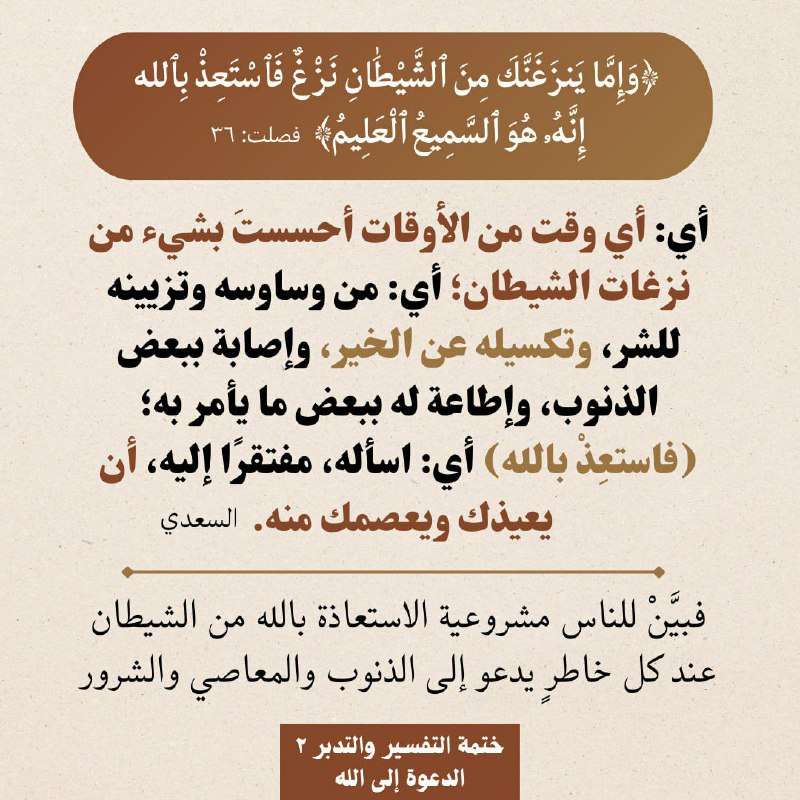 ﴿وَإِمَّا يَنزَغَنَّكَ مِنَ ٱلشَّيْطَٰنِ نَزْغٌ فَٱسْتَعِذْ بِٱلله
إِنَّهُۥ هُوَ ٱلسَّمِيعُ ٱلْعَلِيمُ﴾ فصلت: ٣٦
أي: أي وقت من الأوقات أحسستَ بشيء من
نزغات الشيطان؛ أي: من وساوسه وتزيينه
للشر، وتكسيله عن الخير، وإصابة ببعض
الذنوب، وإطاعة له ببعض ما يأمر به؛
(فاستعِذْ بالله) أي: اسأله، مفتقرًا إليه، أن
يعيذك ويعصمك منه. السعدي
فبيَّنْ للناس مشروعية الاستعاذة بالله من الشيطان
عند كل خاطرٍ يدعو إلى الذنوب والمعاصي والشرور
ختمة التفسير والتدبر ٢
الدعوة إلى الله